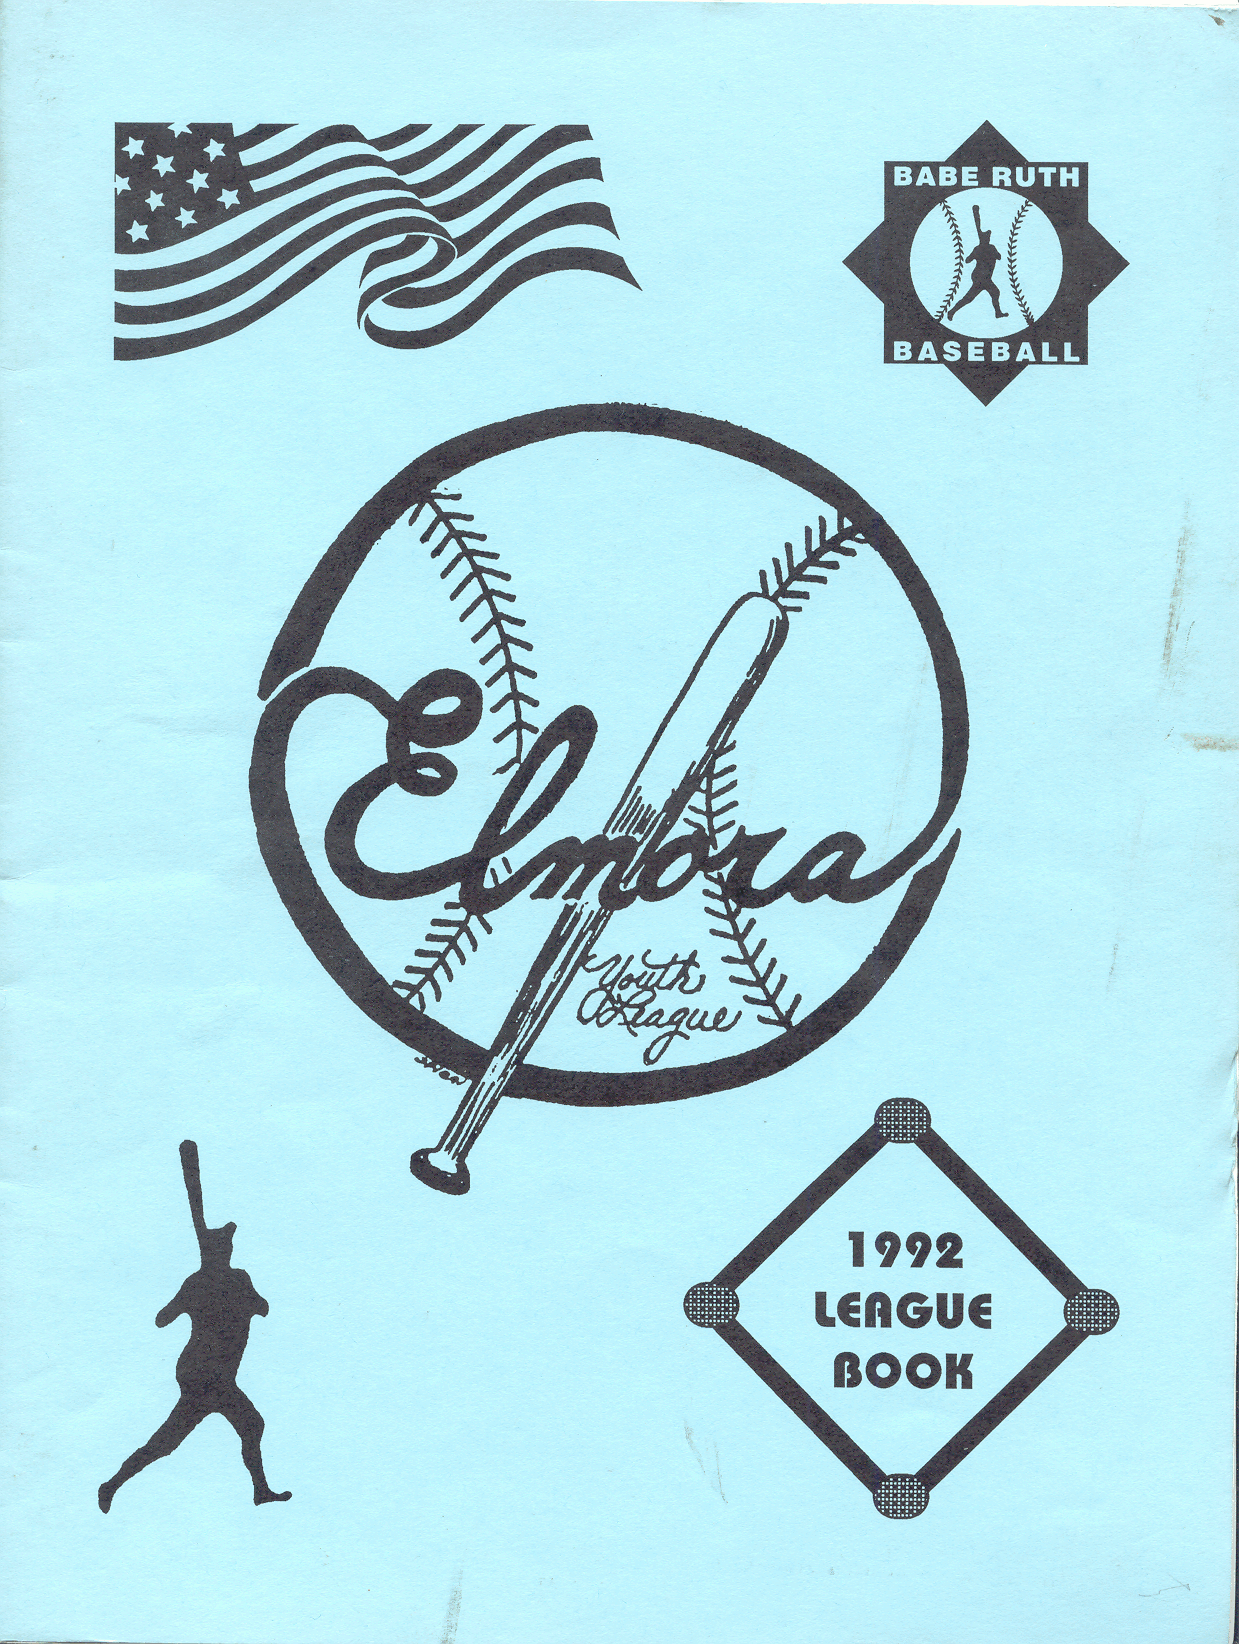 BABE RUTH
BASEBALL
Elmora
Youth
League
1992
LEAGUE
BOOK